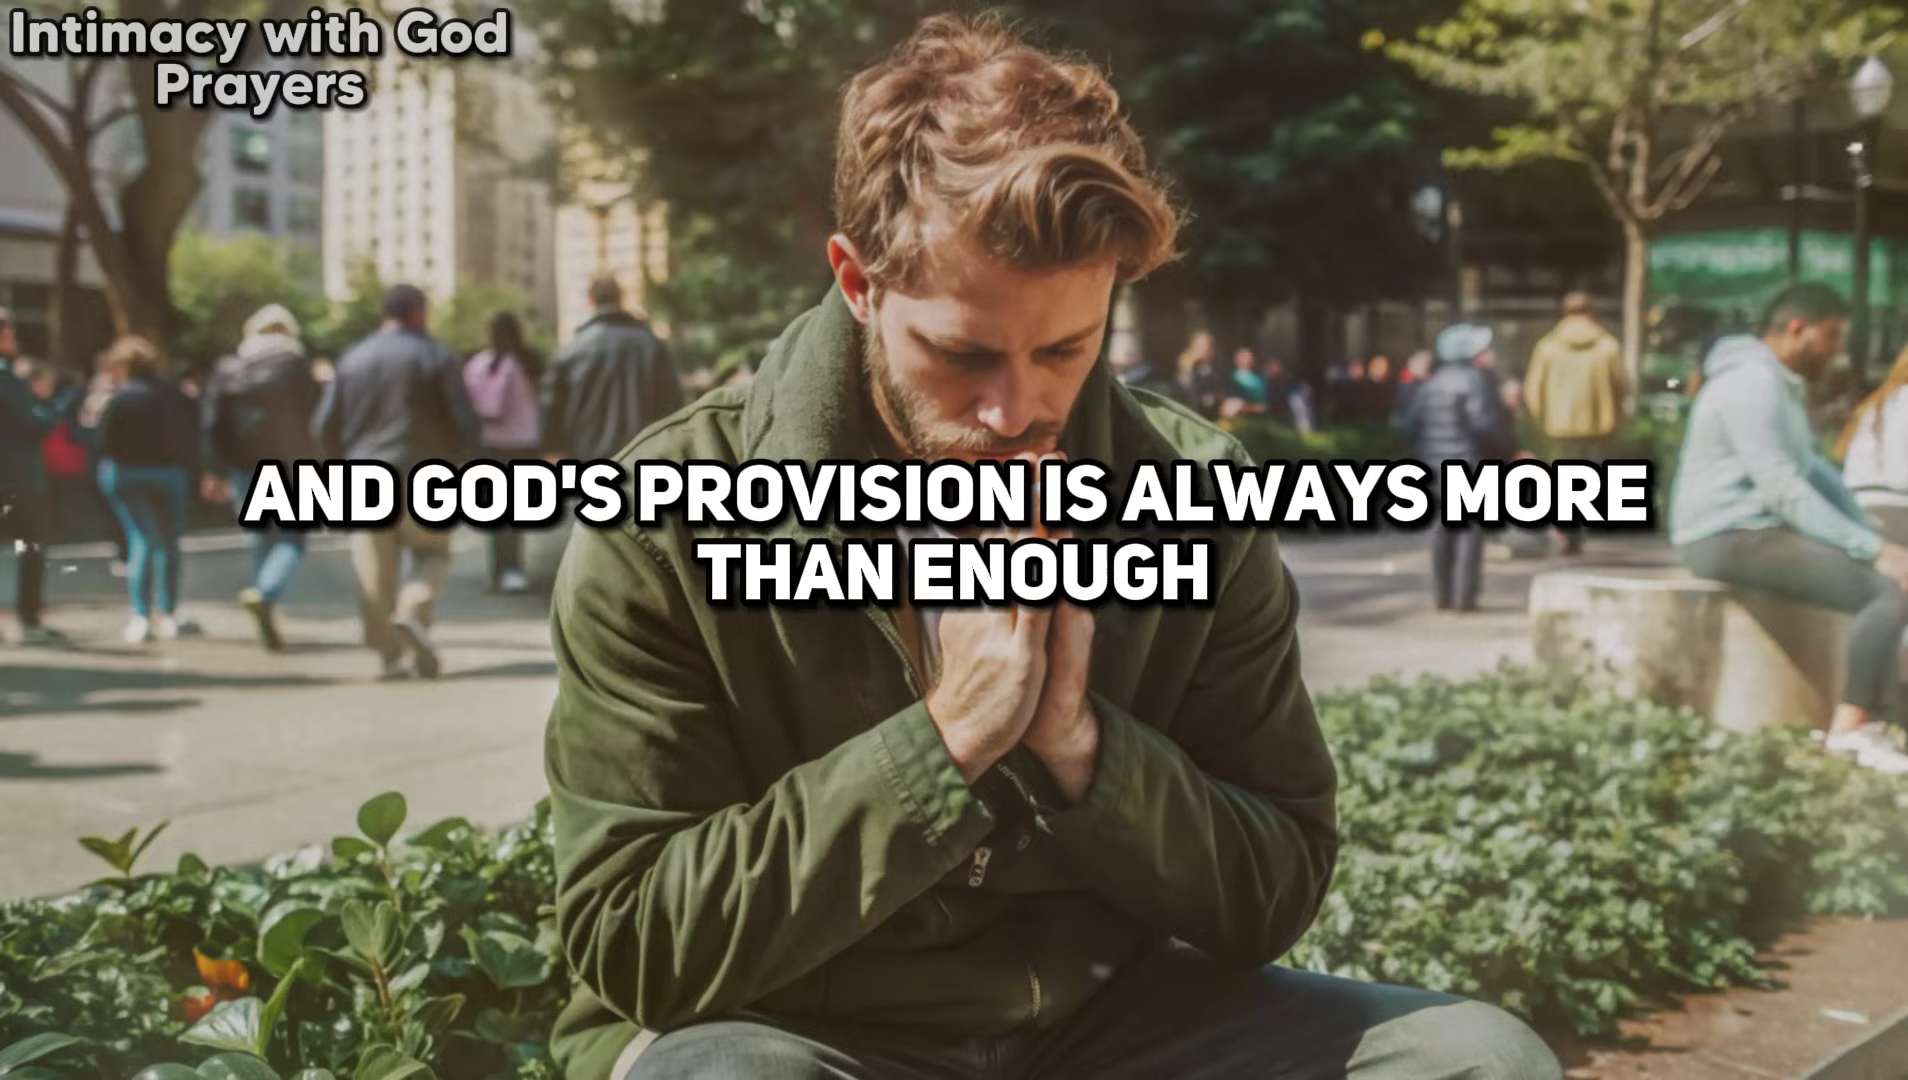 Intimacy with God
Prayers
AND GOD'S PROVISION IS ALWAYS MORE
THAN ENOUGH